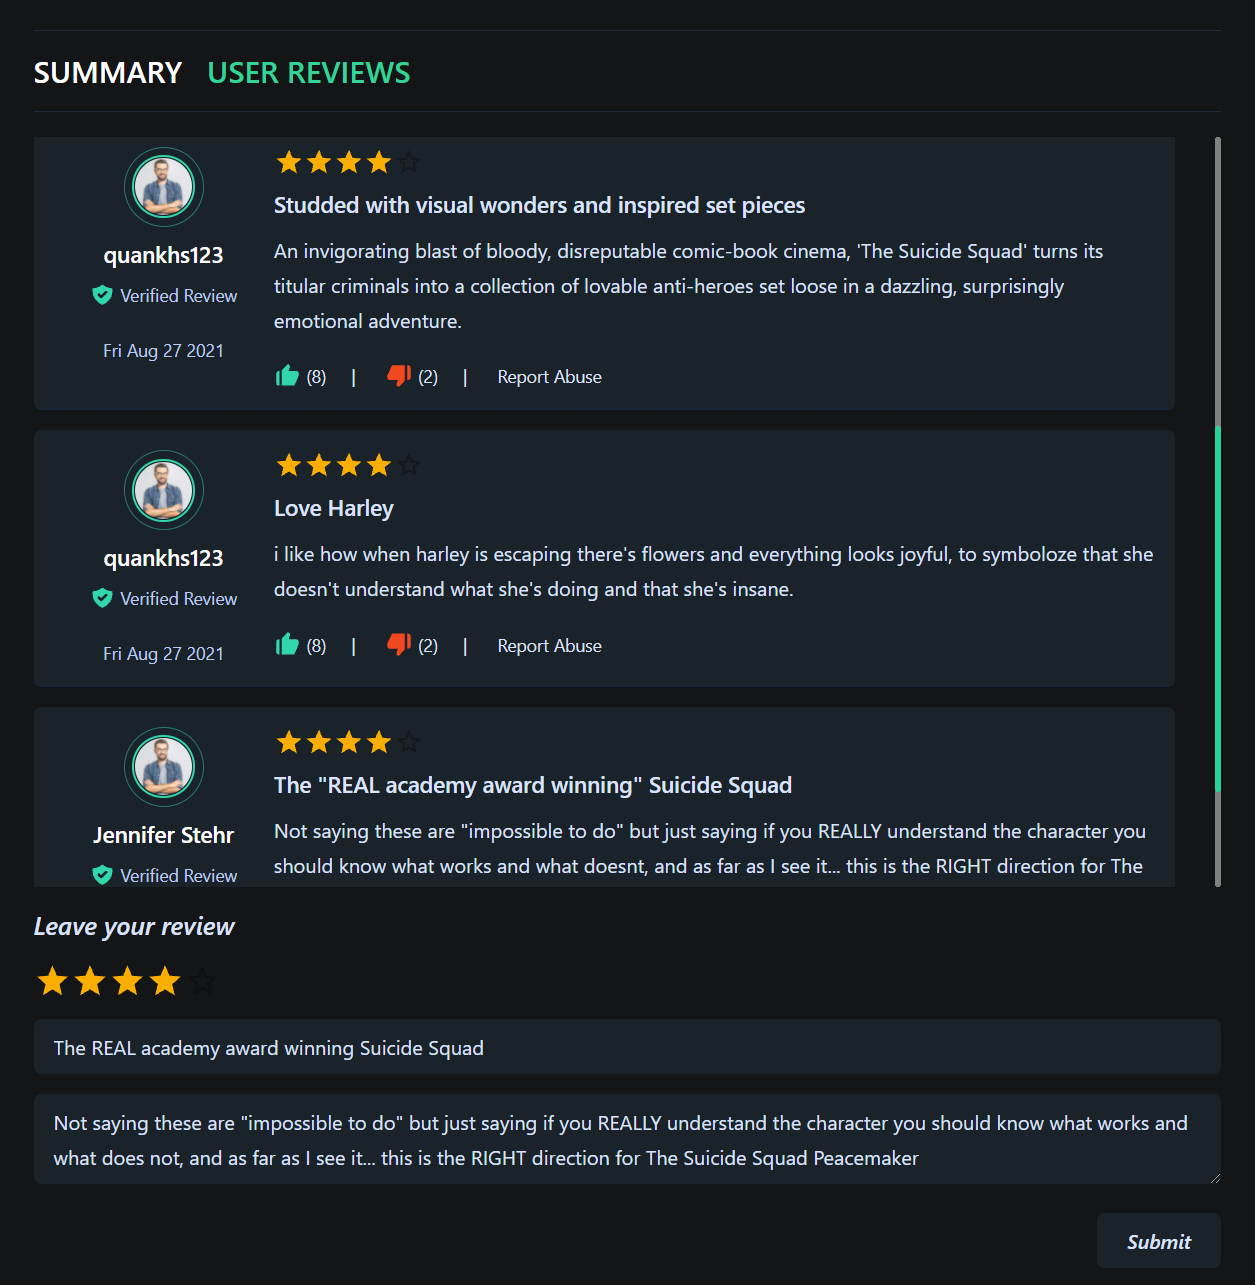 SUMMARY USER REVIEWS
quankhs123
Verified Review
Fri Aug 27 2021
Studded with visual wonders and inspired set pieces
An invigorating blast of bloody, disreputable comic-book cinema, 'The Suicide Squad' turns its
titular criminals into a collection of lovable anti-heroes set loose in a dazzling, surprisingly
emotional adventure.
(8) | (2) | Report Abuse
quankhs123
Verified Review
Fri Aug 27 2021
Love Harley
i like how when harley is escaping there's flowers and everything looks joyful, to symboloze that she
doesn't understand what she's doing and that she's insane.
(8) | (2) | Report Abuse
Jennifer Stehr
Verified Review
The "REAL academy award winning" Suicide Squad
Not saying these are "impossible to do" but just saying if you REALLY understand the character you
should know what works and what doesnt, and as far as I see it... this is the RIGHT direction for The
Leave your review
The REAL academy award winning Suicide Squad
Not saying these are "impossible to do" but just saying if you REALLY understand the character you should know what works and
what does not, and as far as I see it... this is the RIGHT direction for The Suicide Squad Peacemaker
Submit